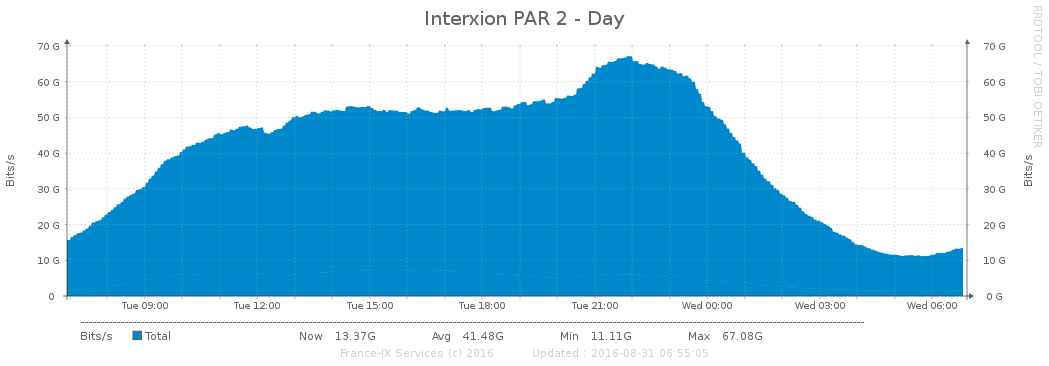 Interxion PAR 2 - Day
RRDTOOL / TOBI OETIKER
Bits/s
Bits/s
70 G 70 G
60 G 60 G
50 G 50 G
40 G 40 G
30 G 30 G
20 G 20 G
10 G 10 G
0 0 G
Tue 09:00 Tue 12:00 Tue 15:00 Tue 18:00 Tue 21:00 Wed 00:00 Wed 03:00 Wed 06:00
Bits/s Total Now 13.37G Avg 41.48G Min 11.11G Max 67.08G
France-IX Services (c) 2016 Updated : 2016-08-31 06:55:05